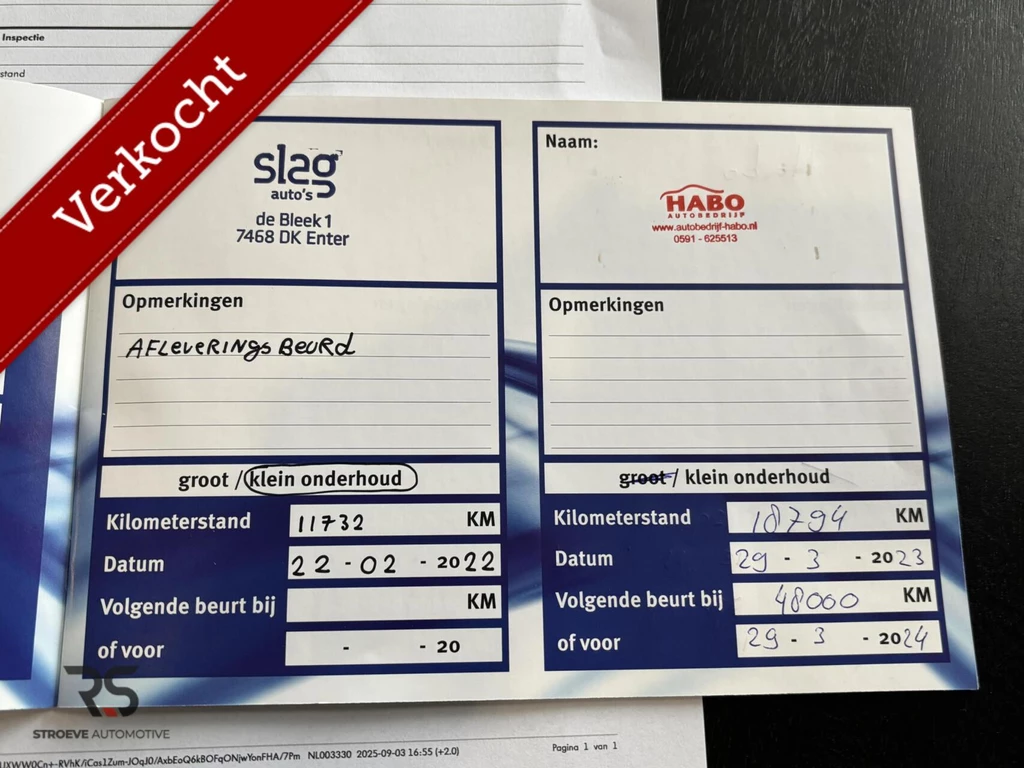 Inspectie
stand
Verkocht
slag
auto's
de Bleek 1
7468 DK Enter
Opmerkingen
AFLEVERINGS BEURD
groot / klein onderhoud
Kilometerstand 11732 KM
Datum 22 - 02 - 2022
Volgende beurt bij KM
of voor - - 20
Naam:
HABO
AUTOBEDRIJF
www.autobedrijf-habo.nl
0591 - 625513
Opmerkingen
groot / klein onderhoud
Kilometerstand 18794 KM
Datum 29 - 3 - 2023
Volgende beurt bij 48000 KM
of voor 29 - 3 - 2024
RS
STROEVE AUTOMOTIVE
NL003330 2025-09-03 16:55 (+2.0)
Pagina 1 van 1